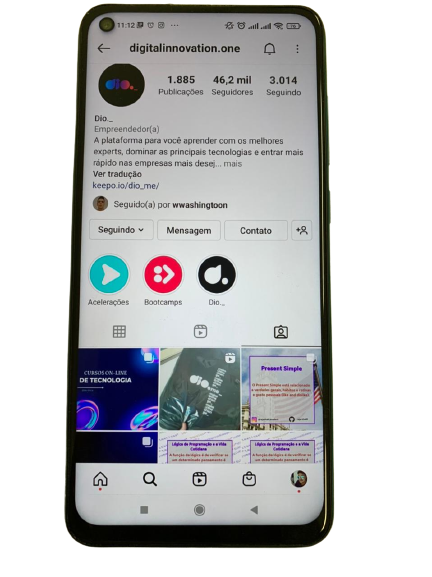 11:12
digitalinnovation.one
dio._
1.885 46,2 mil 3.014
Publicações Seguidores Seguindo
Dio._
Empreendedor(a)
A plataforma para você aprender com os melhores
experts, dominar as principais tecnologias e entrar mais
rápido nas empresas mais desej... mais
Ver tradução
keepo.io/dio_me/
Seguido(a) por wwashingtoon
Seguindo Mensagem Contato
Acelerações Bootcamps Dio._
CURSOS ON-LINE
DE TECNOLOGIA
dio._
Present Simple
Lógica de Programação e a Vida
Cotidiana
Lógica de Programação e a Vida
Cotidiana